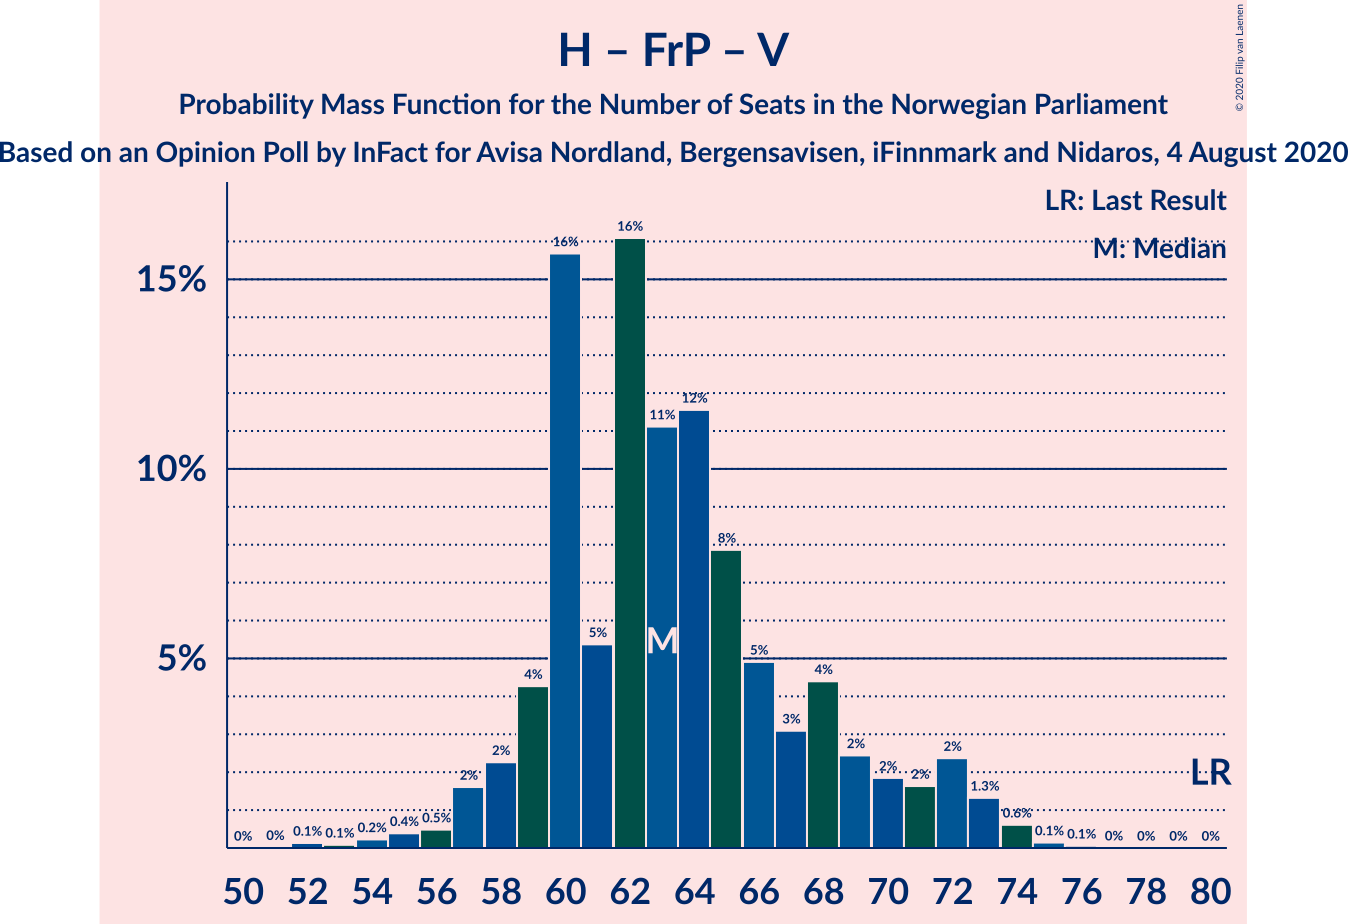 H – FrP – V
© 2020 Filip van Laenen
Probability Mass Function for the Number of Seats in the Norwegian Parliament
Based on an Opinion Poll by InFact for Avisa Nordland, Bergensavisen, iFinnmark and Nidaros, 4 August 2020
LR: Last Result
M: Median
15%
10%
5%
0% 0% 0.1% 0.1% 0.2% 0.4% 0.5% 2% 2% 4% 16% 5% 16% 11% 12% 8% 5% 3% 4% 2% 2% 2% 2% 1.3% 0.6% 0.1% 0.1% 0% 0% 0% 0%
M
LR
50 52 54 56 58 60 62 64 66 68 70 72 74 76 78 80